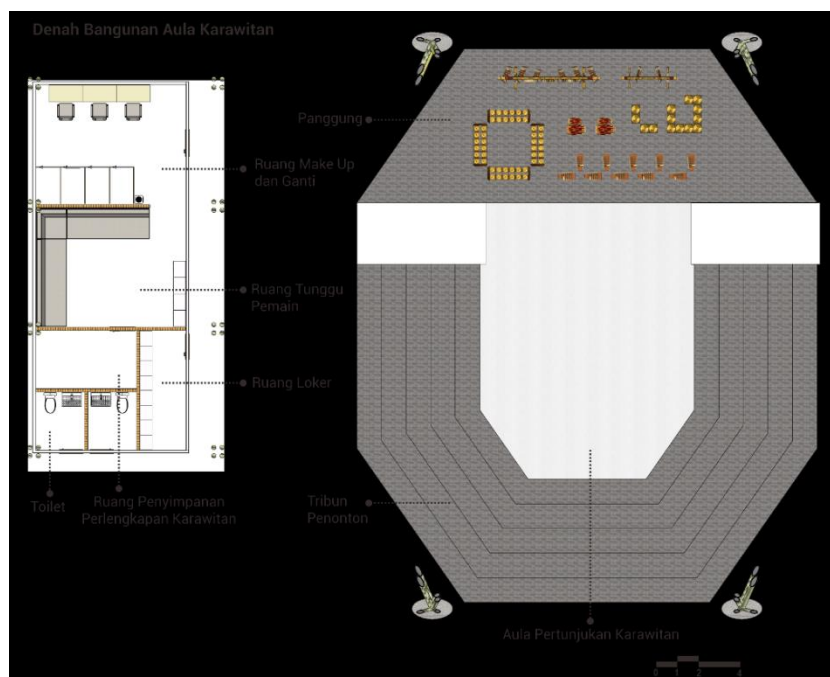 Denah Bangunan Aula Karawitan
Panggung
Ruang Make Up
dan Ganti
Ruang Tunggu
Pemain
Ruang Loker
Toilet
Ruang Penyimpanan
Perlengkapan Karawitan
Tribun
Penonton
Aula Pertunjukan Karawitan
0 1 2 4